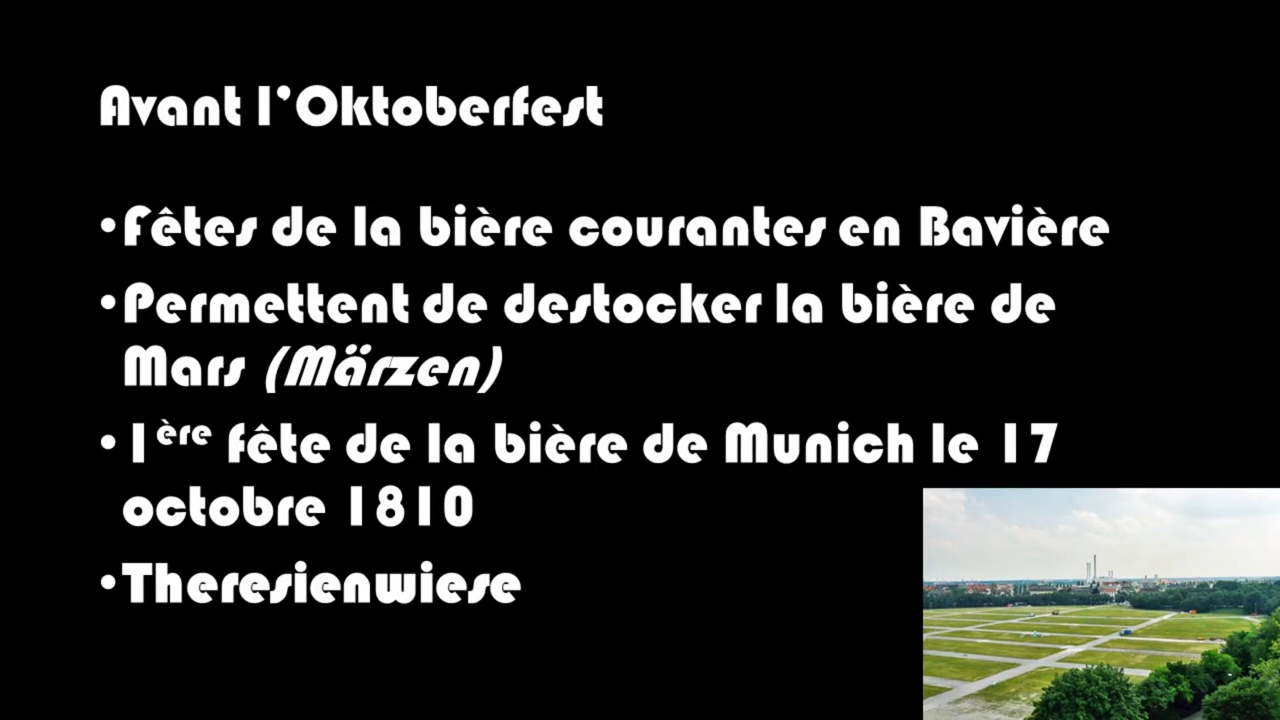 Avant l'Oktoberfest
•Fêtes de la bière courantes en Bavière
•Permettent de destocker la bière de
Mars (Märzen)
•1ère fête de la bière de Munich le 17
octobre 1810
•Theresienwiese